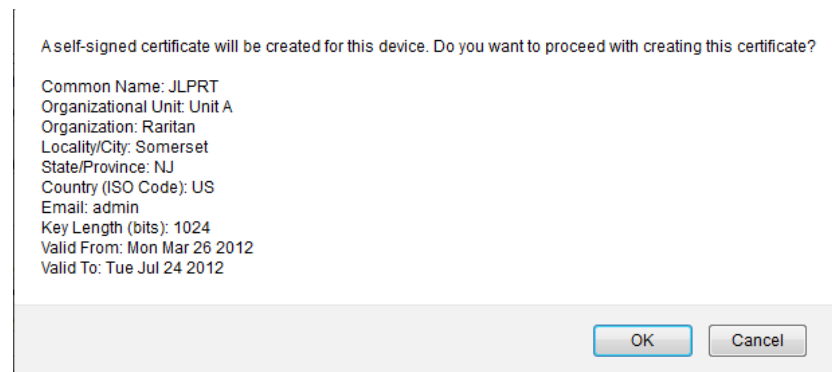 A self-signed certificate will be created for this device. Do you want to proceed with creating this certificate?
Common Name: JLPRT
Organizational Unit: Unit A
Organization: Raritan
Locality/City: Somerset
State/Province: NJ
Country (ISO Code): US
Email: admin
Key Length (bits): 1024
Valid From: Mon Mar 26 2012
Valid To: Tue Jul 24 2012
OK Cancel